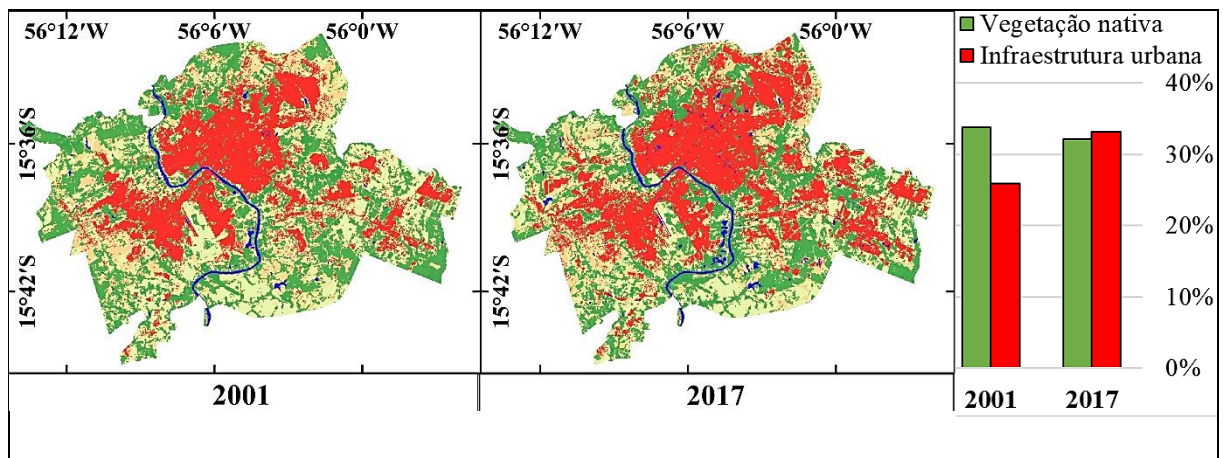 56°12'W 56°6'W 56°0'W
15°36'S
15°42'S
2001
56°12'W 56°6'W 56°0'W
15°36'S
15°42'S
2017
Vegetação nativa
Infraestrutura urbana
40%
30%
20%
10%
0%
2001 2017